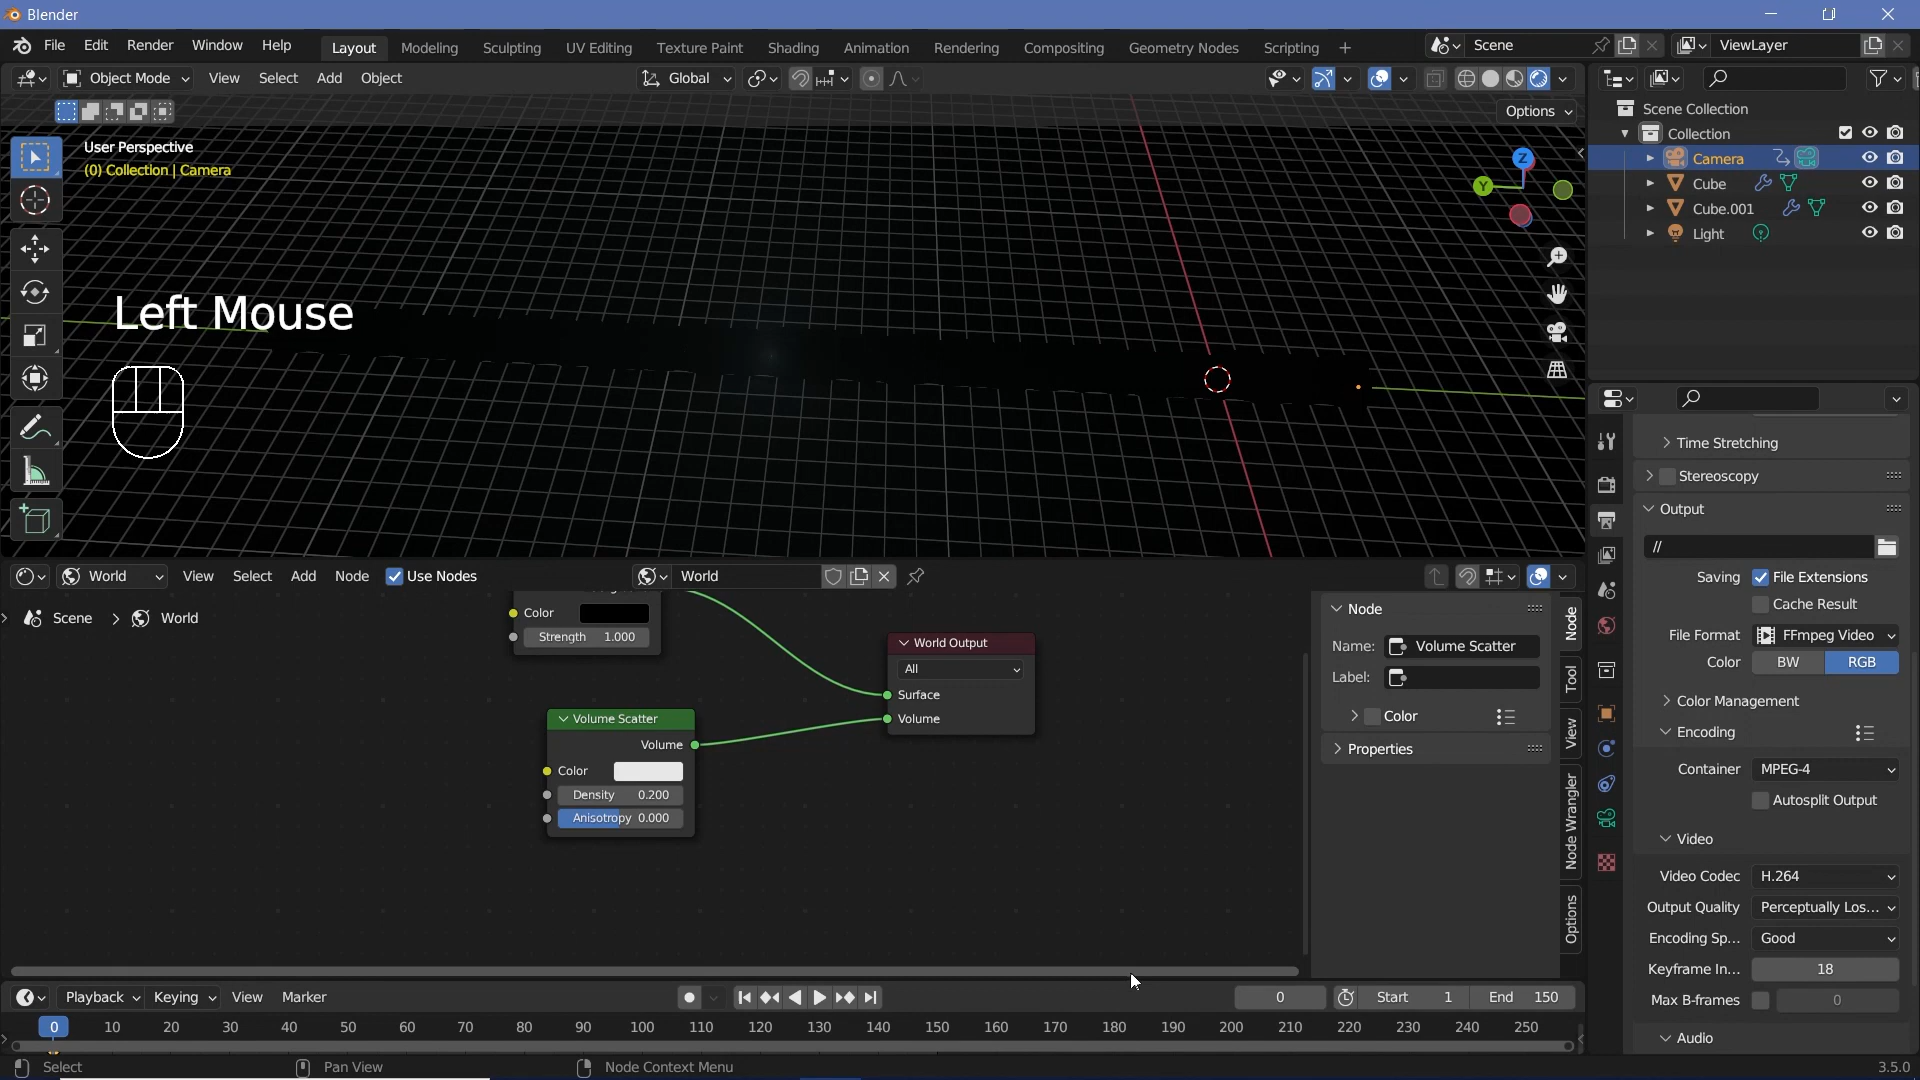 Blender
File Edit Render Window Help Layout Modeling Sculpting UV Editing Texture Paint Shading Animation Rendering Compositing Geometry Nodes Scripting + Scene ViewLayer
Object Mode View Select Add Object Global
Options
User Perspective
(0) Collection | Camera
Z
Y
Left Mouse
Scene Collection
Collection
Camera
Cube
Cube.001
Light
Time Stretching
Stereoscopy
Output
//
Saving File Extensions
Cache Result
File Format FFmpeg Video
Color BW RGB
Color Management
Encoding
Container MPEG-4
Autosplit Output
Video
Video Codec H.264
Output Quality Perceptually Los...
Encoding Sp... Good
Keyframe In... 18
Max B-frames 0
Audio
World View Select Add Node Use Nodes World
Scene > World
Color
Strength 1.000
World Output
All
Surface
Volume
Volume Scatter
Volume
Color
Density 0.200
Anisotropy 0.000
Node
Name: Volume Scatter
Label:
Color
Properties
Node
Tool
View
Node Wrangler
Options
Playback Keying View Marker 0 Start 1 End 150
0 10 20 30 40 50 60 70 80 90 100 110 120 130 140 150 160 170 180 190 200 210 220 230 240 250
Select Pan View Node Context Menu 3.5.0